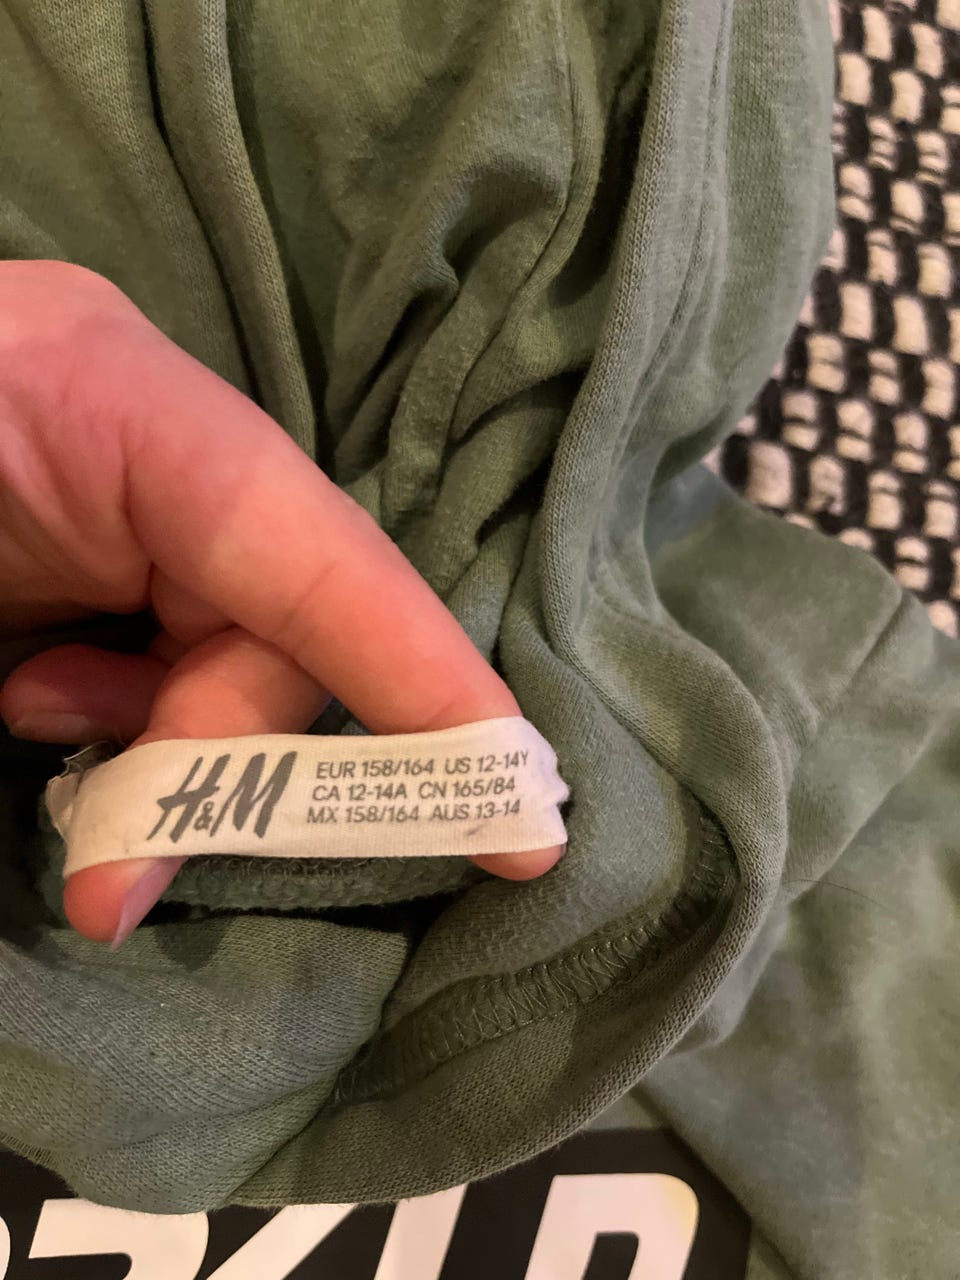 H&M
EUR 158/164 US 12-14Y
CA 12-14A CN 165/84
MX 158/164 AUS 13-14